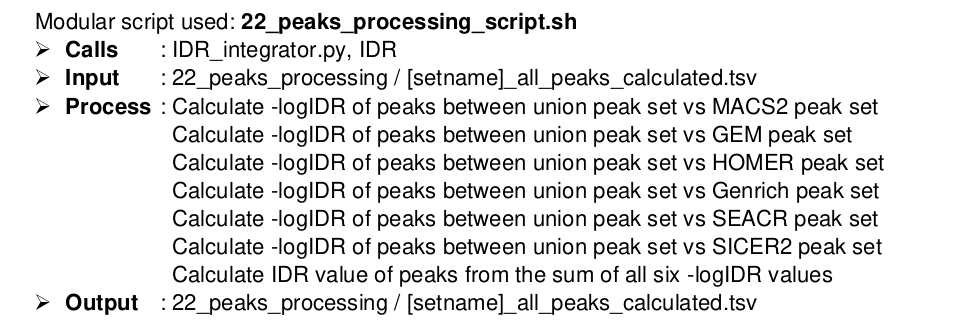 Modular script used: 22_peaks_processing_script.sh
➢ Calls : IDR_integrator.py, IDR
➢ Input : 22_peaks_processing / [setname]_all_peaks_calculated.tsv
➢ Process : Calculate -logIDR of peaks between union peak set vs MACS2 peak set
Calculate -logIDR of peaks between union peak set vs GEM peak set
Calculate -logIDR of peaks between union peak set vs HOMER peak set
Calculate -logIDR of peaks between union peak set vs Genrich peak set
Calculate -logIDR of peaks between union peak set vs SEACR peak set
Calculate -logIDR of peaks between union peak set vs SICER2 peak set
Calculate IDR value of peaks from the sum of all six -logIDR values
➢ Output : 22_peaks_processing / [setname]_all_peaks_calculated.tsv